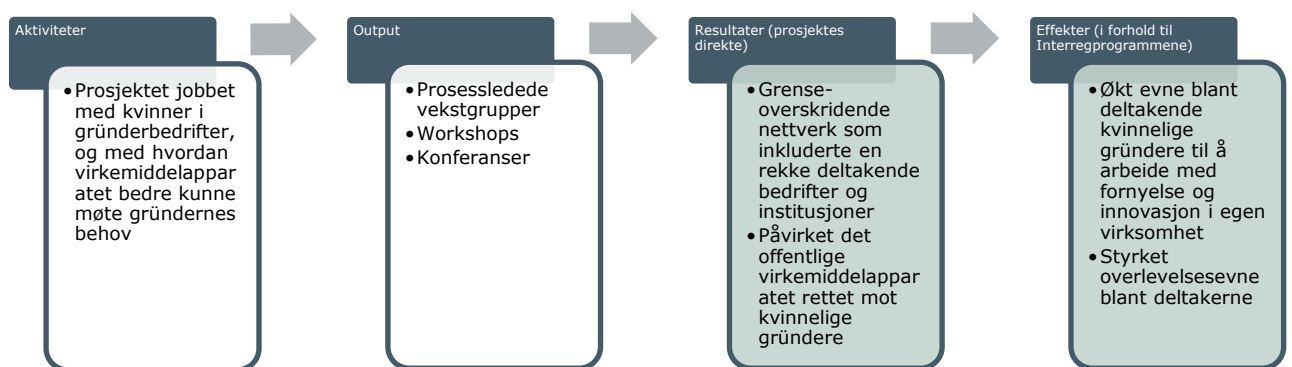 Aktiviteter
•Prosjektet jobbet
med kvinner i
gründerbedrifter,
og med hvordan
virkemiddelappar
atet bedre kunne
møte gründernes
behov
Output
•Prosessledede
vekstgrupper
•Workshops
•Konferanser
Resultater (prosjektes
direkte)
•Grense-
overskridende
nettverk som
inkluderte en
rekke deltakende
bedrifter og
institusjoner
•Påvirket det
offentlige
virkemiddelappar
atet rettet mot
kvinnelige
gründere
Effekter (i forhold til
Interregprogrammene)
•Økt evne blant
deltakende
kvinnelige
gründere til å
arbeide med
fornyelse og
innovasjon i egen
virksomhet
•Styrket
overlevelsesevne
blant deltakerne